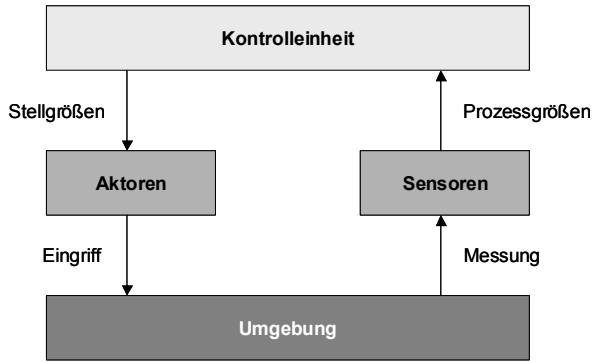 Kontrolleinheit
Stellgrößen
Prozessgrößen
Aktoren
Sensoren
Eingriff
Messung
Umgebung